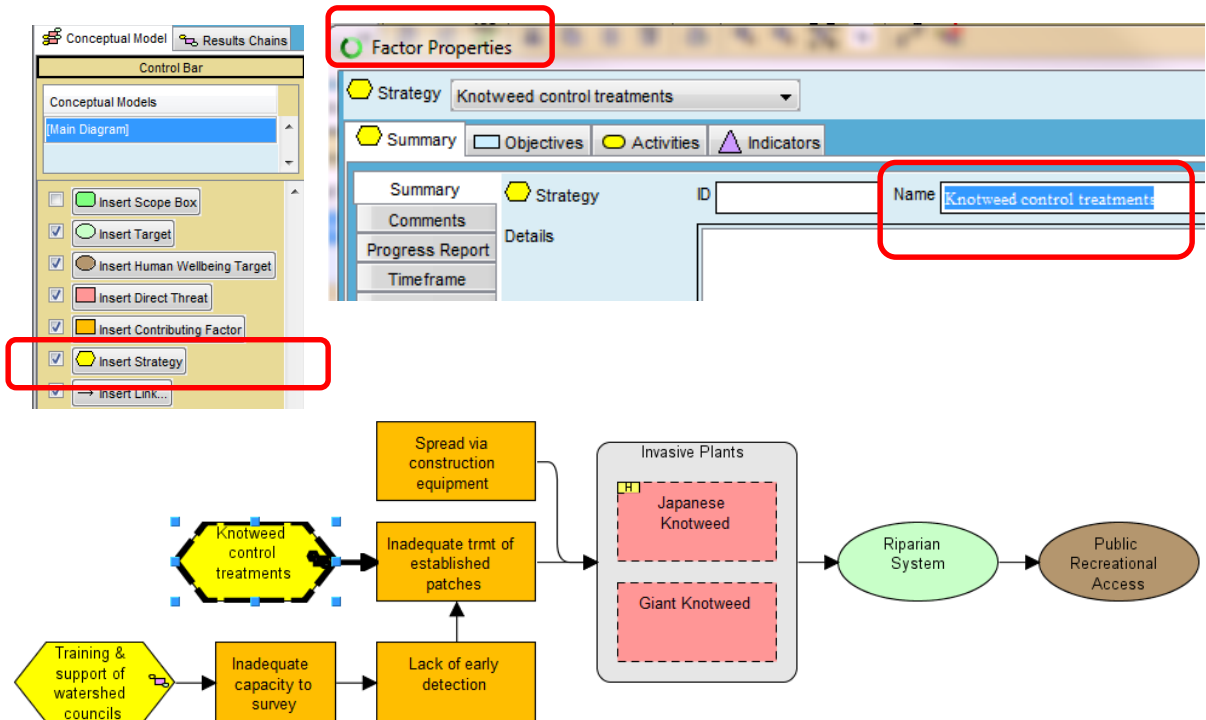 Conceptual Model
Results Chains
Control Bar
Conceptual Models
[Main Diagram]
Insert Scope Box
Insert Target
Insert Human Wellbeing Target
Insert Direct Threat
Insert Contributing Factor
Insert Strategy
Insert Link...
Factor Properties
Strategy
Knotweed control treatments
Summary
Objectives
Activities
Indicators
Summary
Comments
Progress Report
Timeframe
Strategy
ID
Name
Knotweed control treatments
Details
Spread via
construction
equipment
Knotweed
control
treatments
Inadequate trmt of
established
patches
Training &
support of
watershed
councils
Inadequate
capacity to
survey
Lack of early
detection
Invasive Plants
H
Japanese
Knotweed
Giant Knotweed
Riparian
System
Public
Recreational
Access